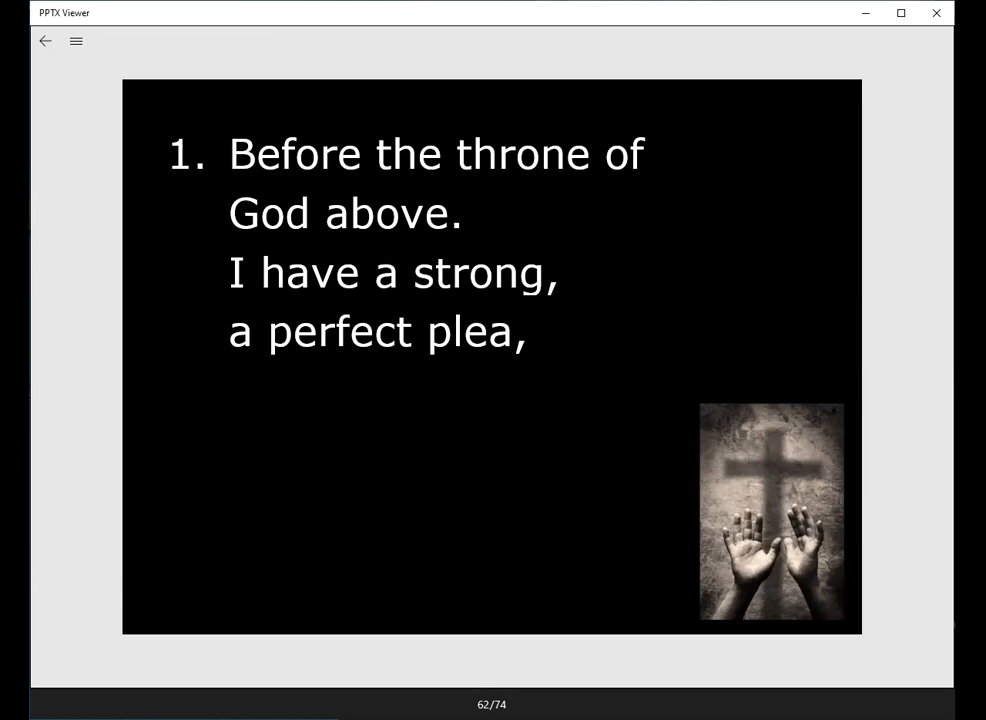 PPTX Viewer
1. Before the throne of
God above.
I have a strong,
a perfect plea,
62/74